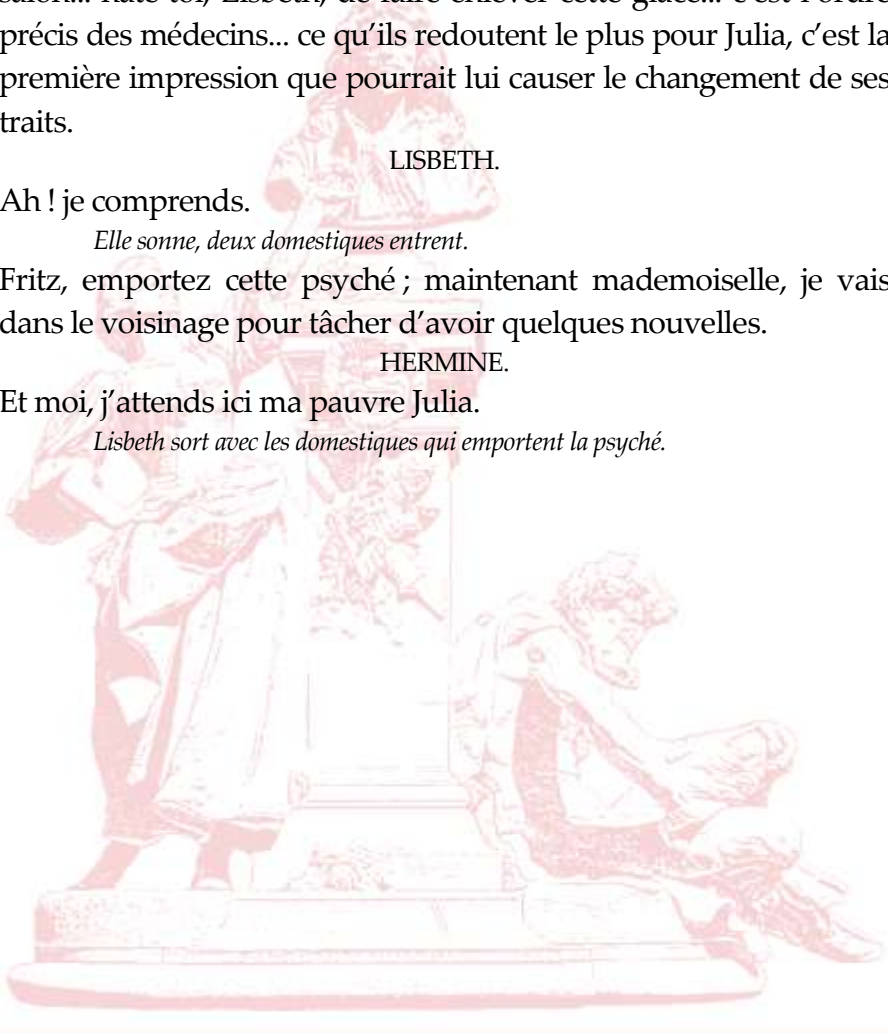 salon... hâte-toi, Lisbeth, de faire enlever cette glace... c'est l'ordre
précis des médecins... ce qu'ils redoutent le plus pour Julia, c'est la
première impression que pourrait lui causer le changement de ses
traits.
LISBETH.
Ah ! je comprends.
Elle sonne, deux domestiques entrent.
Fritz, emportez cette psyché ; maintenant mademoiselle, je vais
dans le voisinage pour tâcher d'avoir quelques nouvelles.
HERMINE.
Et moi, j'attends ici ma pauvre Julia.
Lisbeth sort avec les domestiques qui emportent la psyché.